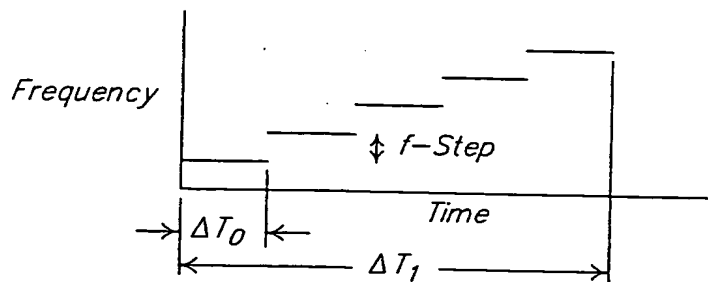 Frequency
f-Step
Time
ΔT₀
ΔT₁